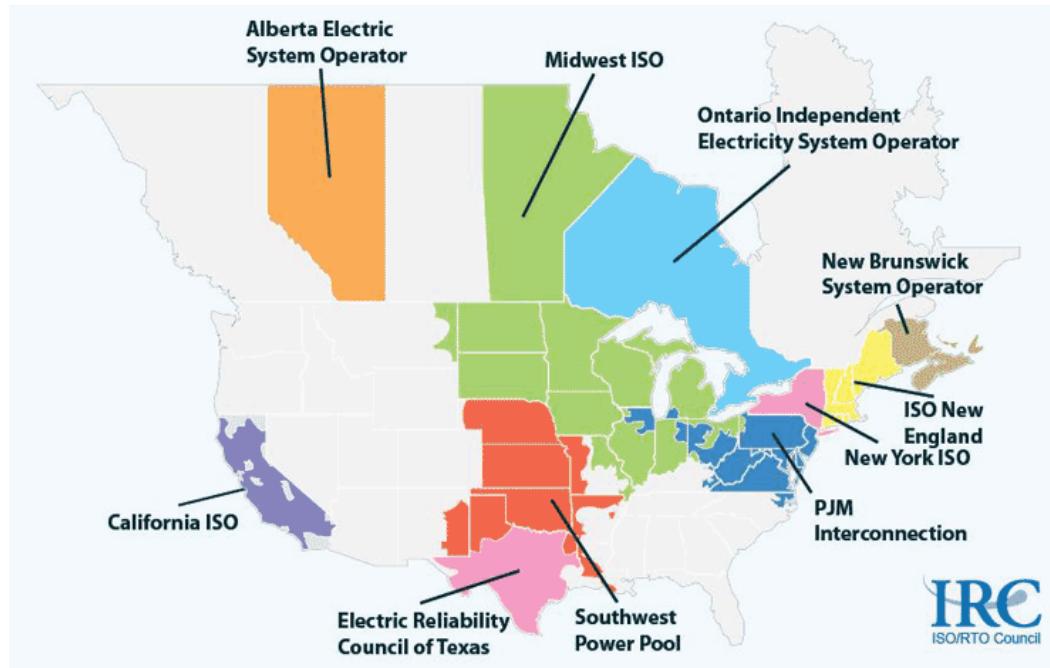 Alberta Electric
System Operator
Midwest ISO
Ontario Independent
Electricity System Operator
New Brunswick
System Operator
ISO New
England
New York ISO
California ISO
PJM
Interconnection
Electric Reliability
Council of Texas
Southwest
Power Pool
IRC
ISO/RTO Council